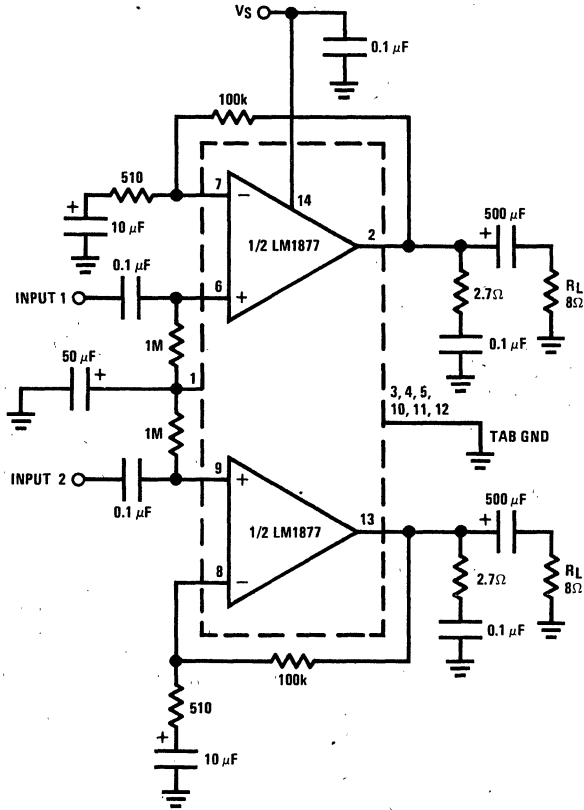 VS
0.1 μF
100k
510
+
7
−
14
10 μF
1/2 LM1877
2
500 μF
+
0.1 μF
INPUT 1
6
+
2.7Ω
RL
8Ω
1M
0.1 μF
50 μF
+
1
3, 4, 5,
10, 11, 12
1M
TAB GND
INPUT 2
9
+
0.1 μF
500 μF
13
+
1/2 LM1877
8
−
2.7Ω
RL
8Ω
0.1 μF
100k
510
+
10 μF